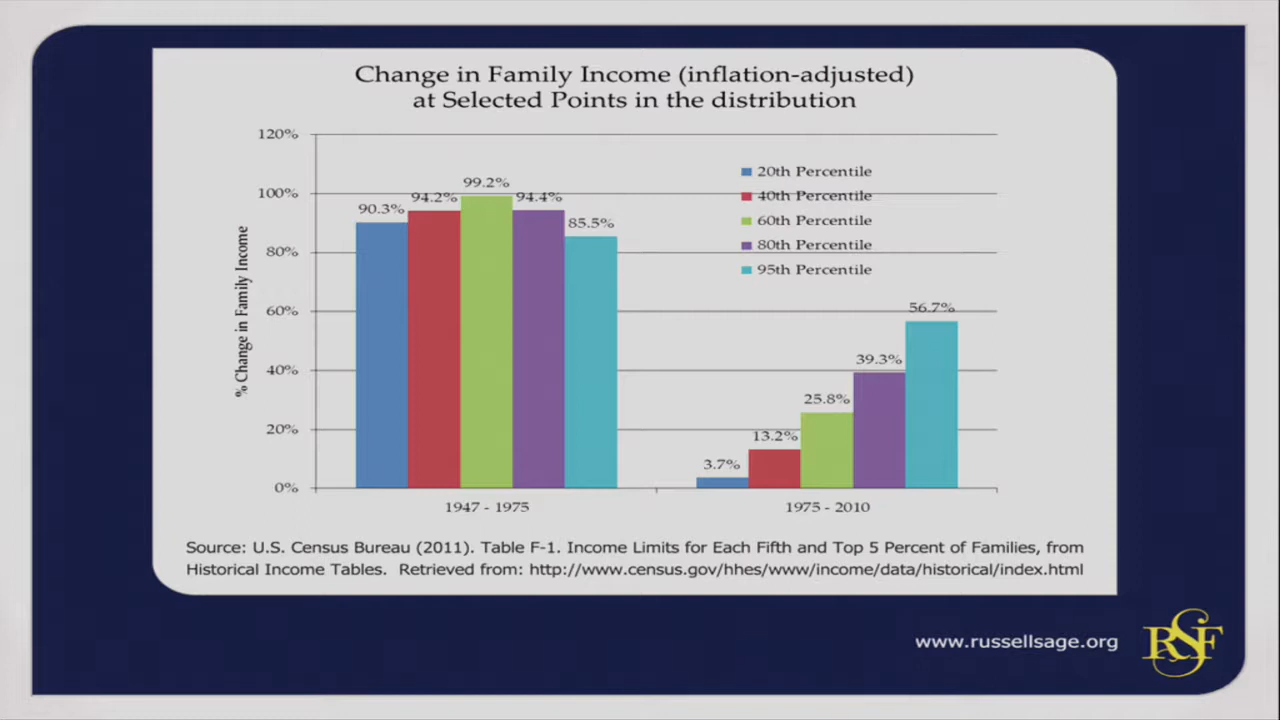 Change in Family Income (inflation-adjusted)
at Selected Points in the distribution
120%
100%
80%
60%
40%
20%
0%
% Change in Family Income
90.3%
94.2%
99.2%
94.4%
85.5%
3.7%
13.2%
25.8%
39.3%
56.7%
20th Percentile
40th Percentile
60th Percentile
80th Percentile
95th Percentile
1947 - 1975
1975 - 2010
Source: U.S. Census Bureau (2011). Table F-1. Income Limits for Each Fifth and Top 5 Percent of Families, from
Historical Income Tables. Retrieved from: http://www.census.gov/hhes/www/income/data/historical/index.html
www.russellsage.org
RSF